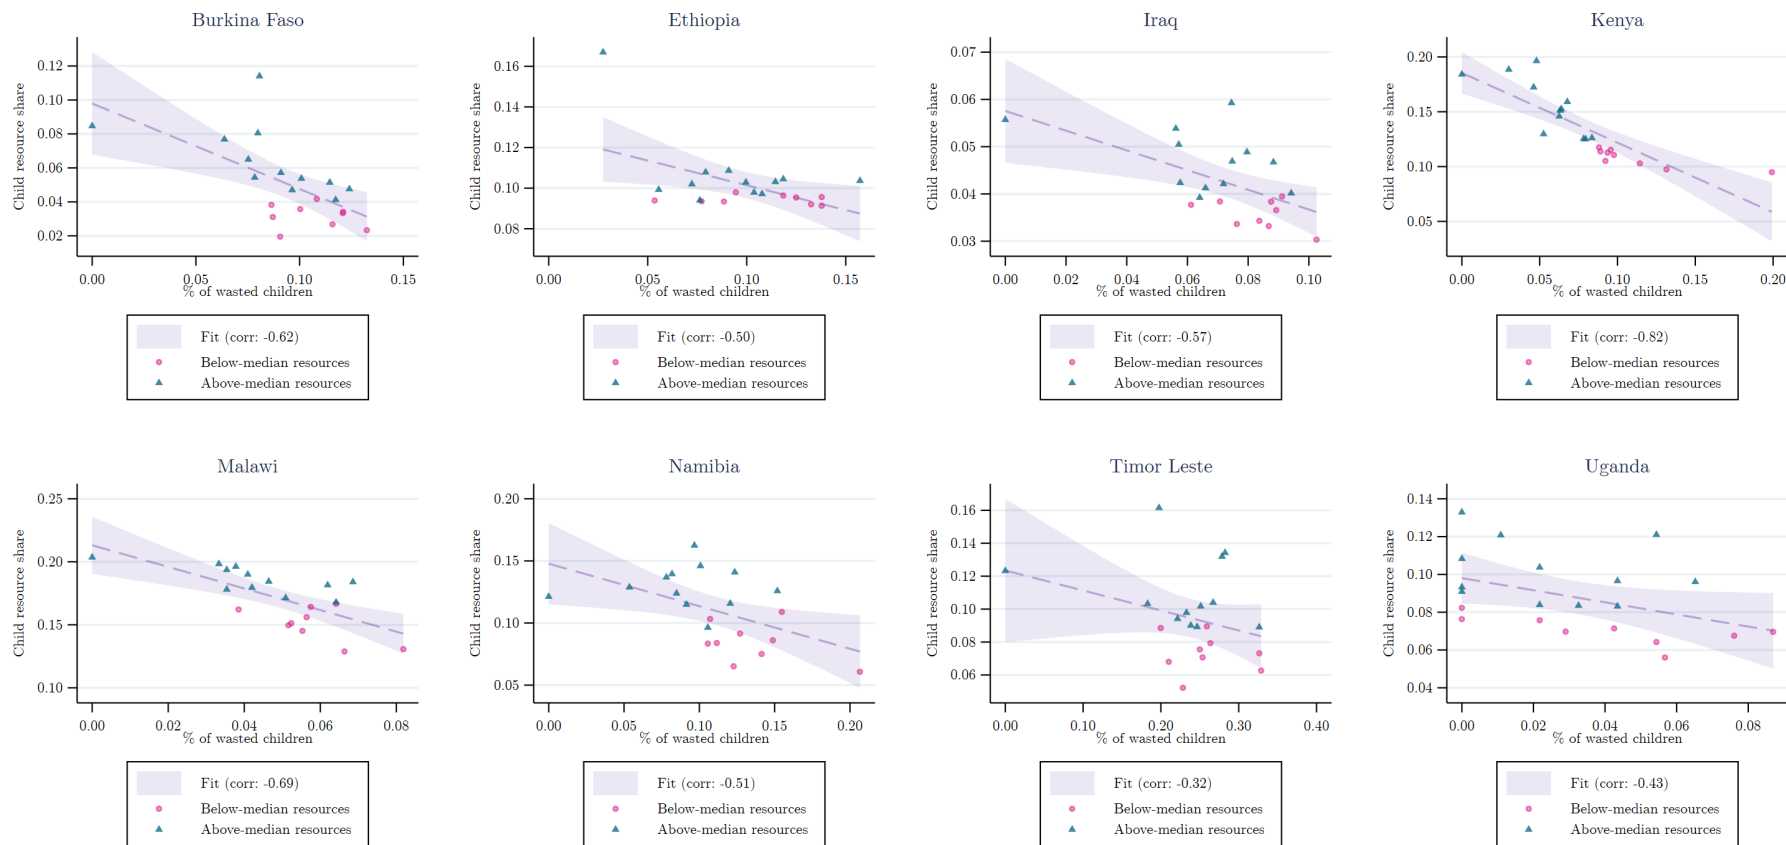 Burkina Faso
Child resource share
0.12
0.10
0.08
0.06
0.04
0.02
0.00 0.05 0.10 0.15
% of wasted children
Fit (corr: -0.62)
Below-median resources
Above-median resources
Ethiopia
Child resource share
0.16
0.14
0.12
0.10
0.08
0.00 0.05 0.10 0.15
% of wasted children
Fit (corr: -0.50)
Below-median resources
Above-median resources
Iraq
Child resource share
0.07
0.06
0.05
0.04
0.03
0.00 0.02 0.04 0.06 0.08 0.10
% of wasted children
Fit (corr: -0.57)
Below-median resources
Above-median resources
Kenya
Child resource share
0.20
0.15
0.10
0.05
0.00 0.05 0.10 0.15 0.20
% of wasted children
Fit (corr: -0.82)
Below-median resources
Above-median resources
Malawi
Child resource share
0.25
0.20
0.15
0.10
0.00 0.02 0.04 0.06 0.08
% of wasted children
Fit (corr: -0.69)
Below-median resources
Above-median resources
Namibia
Child resource share
0.20
0.15
0.10
0.05
0.00 0.05 0.10 0.15 0.20
% of wasted children
Fit (corr: -0.51)
Below-median resources
Above-median resources
Timor Leste
Child resource share
0.16
0.14
0.12
0.10
0.08
0.06
0.00 0.10 0.20 0.30 0.40
% of wasted children
Fit (corr: -0.32)
Below-median resources
Above-median resources
Uganda
Child resource share
0.14
0.12
0.10
0.08
0.06
0.04
0.00 0.02 0.04 0.06 0.08
% of wasted children
Fit (corr: -0.43)
Below-median resources
Above-median resources